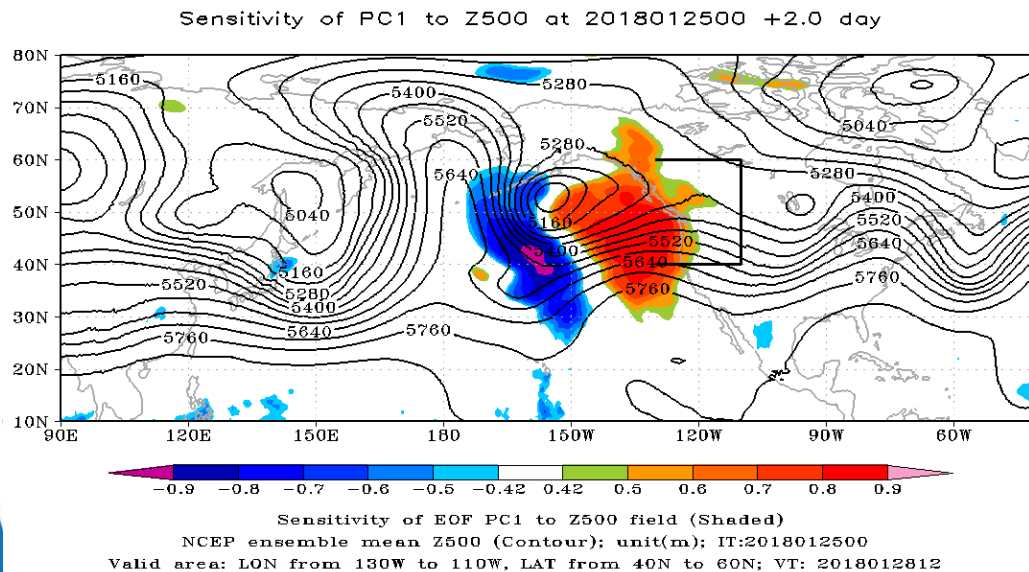 Sensitivity of PC1 to Z500 at 2018012500 +2.0 day
80N
70N
60N
50N
40N
30N
20N
10N
5160
5400
5280
5520
5040
5280
5640
5280
5400
5040
5160
5520
5520
5400
5640
5640
5160
5520
5280
5760
5760
5400
5640
5760
5760
90E 120E 150E 180 150W 120W 90W 60W
-0.9 -0.8 -0.7 -0.6 -0.5 -0.42 0.42 0.5 0.6 0.7 0.8 0.9
Sensitivity of EOF PC1 to Z500 field (Shaded)
NCEP ensemble mean Z500 (Contour); unit(m); IT:2018012500
Valid area: LON from 130W to 110W, LAT from 40N to 60N; VT: 2018012812